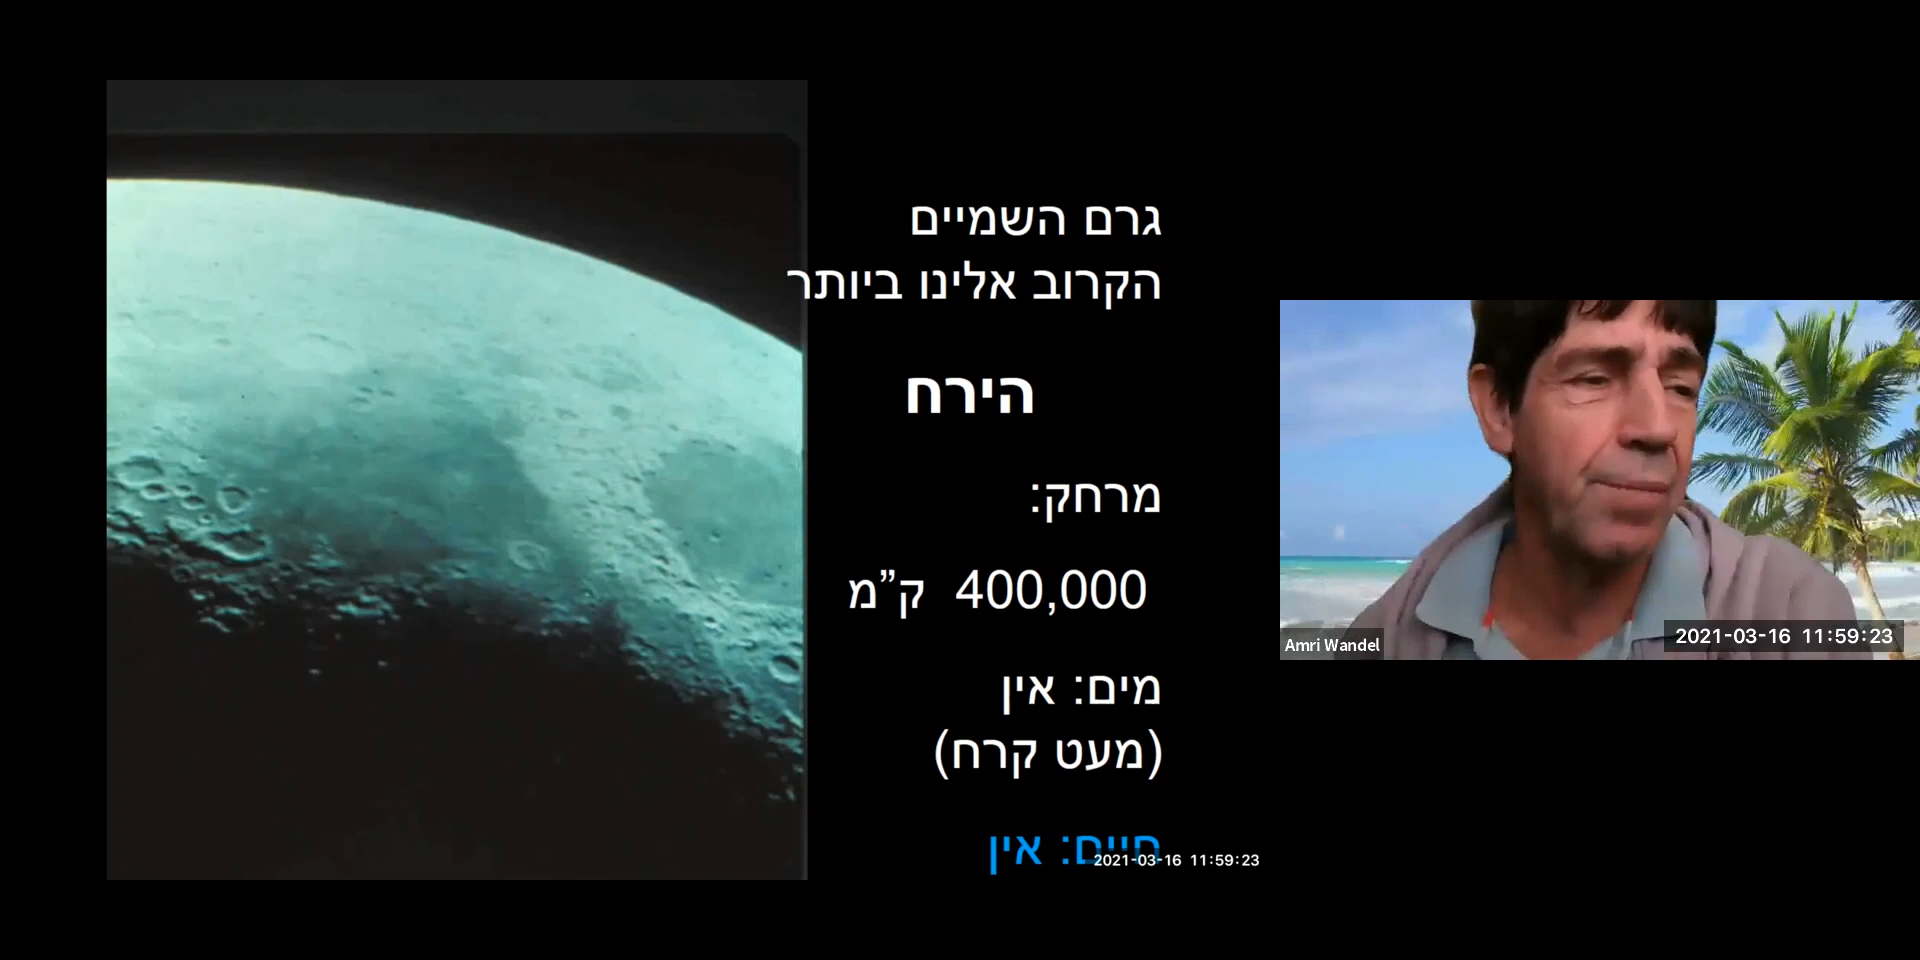 גרם השמיים
הקרוב אלינו ביותר
הירח
מרחק:
400,000 ק”מ
מים: אין
(מעט קרח)
חיים: אין
2021-03-16 11:59:23
Amri Wandel
2021-03-16 11:59:23